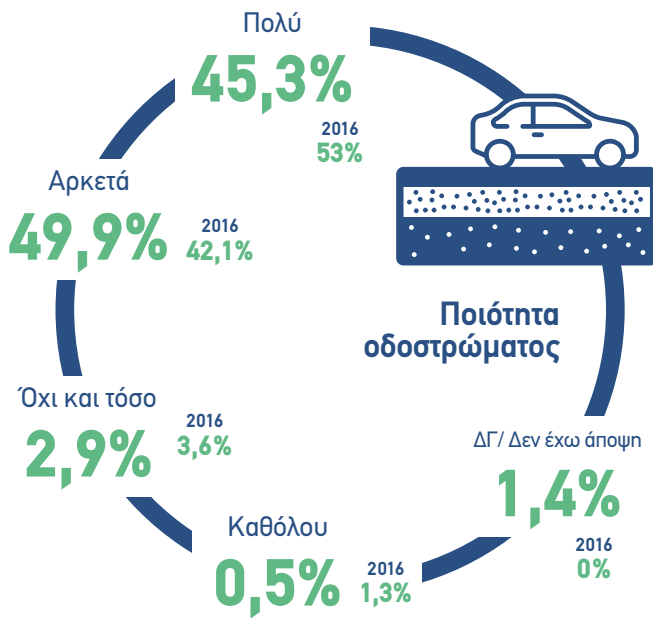 Πολύ
45,3%
2016
53%
Αρκετά
49,9%
2016
42,1%
Ποιότητα
οδοστρώματος
Όχι και τόσο
2,9%
2016
3,6%
ΔΓ/ Δεν έχω άποψη
1,4%
2016
0%
Καθόλου
0,5%
2016
1,3%